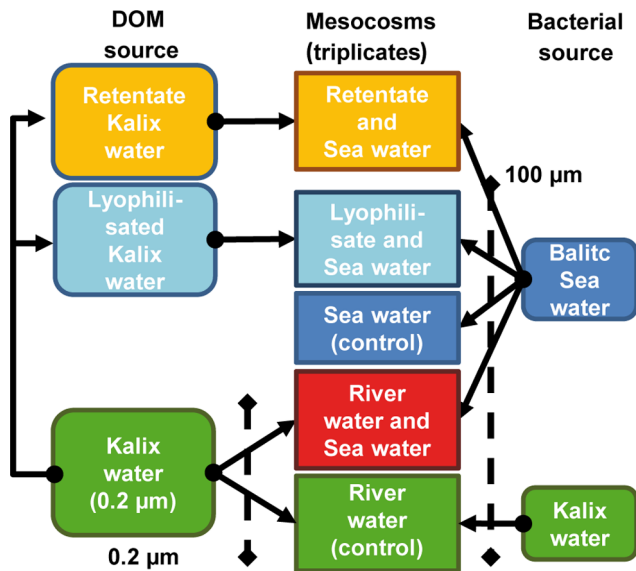 DOM
source
Mesocosms
(triplicates)
Bacterial
source
Retentate
Kalix
water
Retentate
and
Sea water
100 µm
Lyophili-
sated
Kalix
water
Lyophili-
sate and
Sea water
Balitc
Sea
water
Sea water
(control)
River
water and
Sea water
Kalix
water
(0.2 µm)
River
water
(control)
Kalix
water
0.2 µm